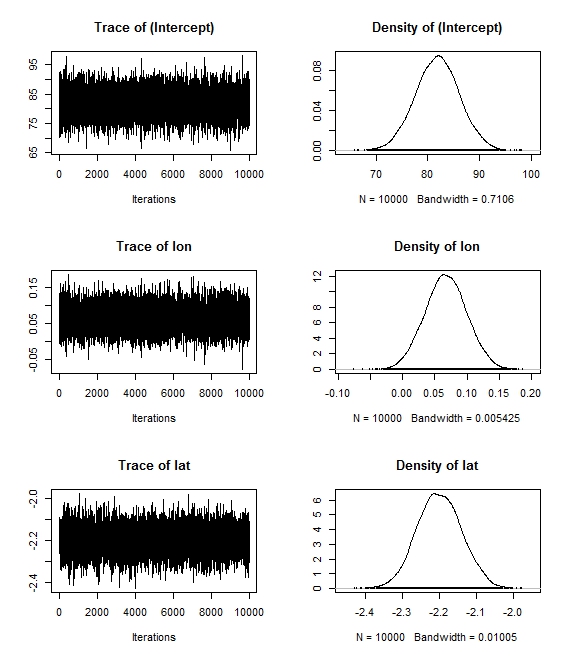 Trace of (Intercept)
65 75 85 95
0 2000 4000 6000 8000 10000
Iterations
Density of (Intercept)
0.00 0.04 0.08
70 80 90 100
N = 10000 Bandwidth = 0.7106
Trace of lon
-0.05 0.05 0.15
0 2000 4000 6000 8000 10000
Iterations
Density of lon
0 2 4 6 8 12
-0.10 0.00 0.05 0.10 0.15 0.20
N = 10000 Bandwidth = 0.005425
Trace of lat
-2.4 -2.2 -2.0
0 2000 4000 6000 8000 10000
Iterations
Density of lat
0 1 2 3 4 5 6
-2.4 -2.3 -2.2 -2.1 -2.0
N = 10000 Bandwidth = 0.01005